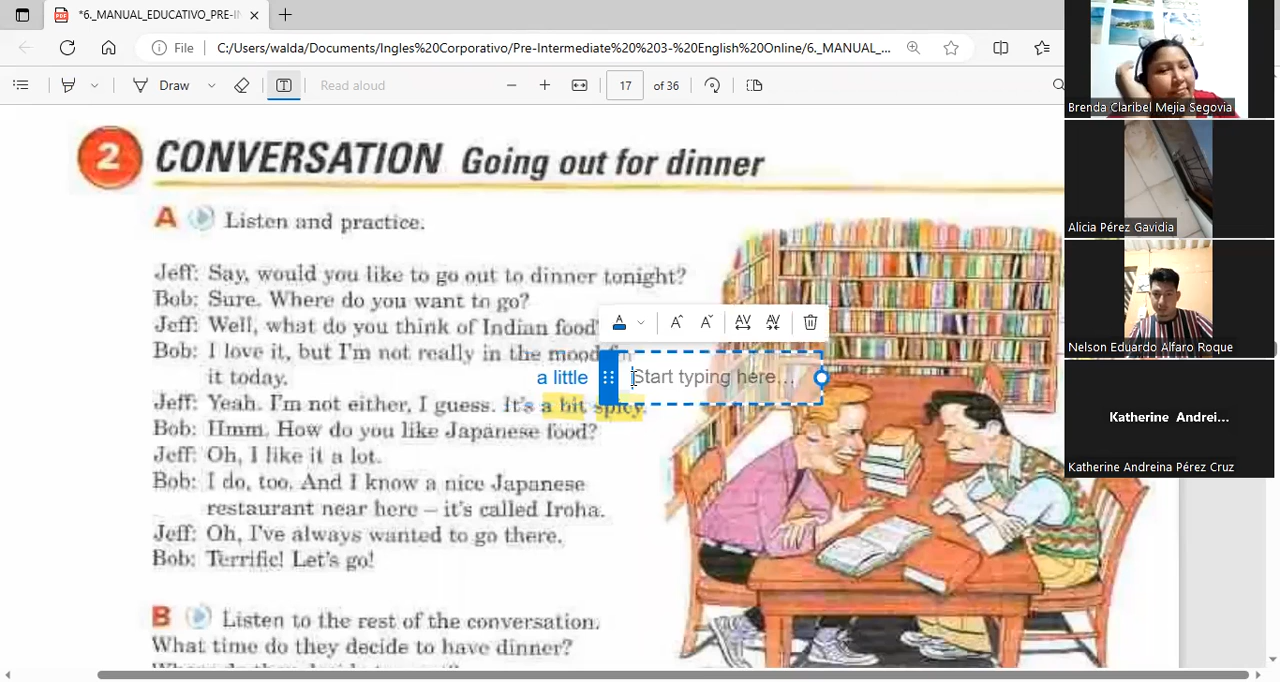 *6._MANUAL_EDUCATIVO_PRE-IN
File
C:/Users/walda/Documents/Ingles%20Corporativo/Pre-Intermediate%20%203-%20English%20Online/6._MANUAL_...
Draw
Read aloud
17
of 36
2 CONVERSATION Going out for dinner
A Listen and practice.
Jeff: Say, would you like to go out to dinner tonight?
Bob: Sure. Where do you want to go?
Jeff: Well, what do you think of Indian food?
Bob: I love it, but I'm not really in the mood for
it today.
a little
Start typing here...
Jeff: Yeah. I'm not either, I guess. It's a bit spicy.
Bob: Hmm. How do you like Japanese food?
Jeff: Oh, I like it a lot.
Bob: I do, too. And I know a nice Japanese
restaurant near here – it's called Iroha.
Jeff: Oh, I've always wanted to go there.
Bob: Terrific! Let's go!
B Listen to the rest of the conversation.
What time do they decide to have dinner?
Brenda Claribel Mejía Segovia
Alicia Pérez Gavidia
Nelson Eduardo Alfaro Roque
Katherine Andrei...
Katherine Andreina Pérez Cruz